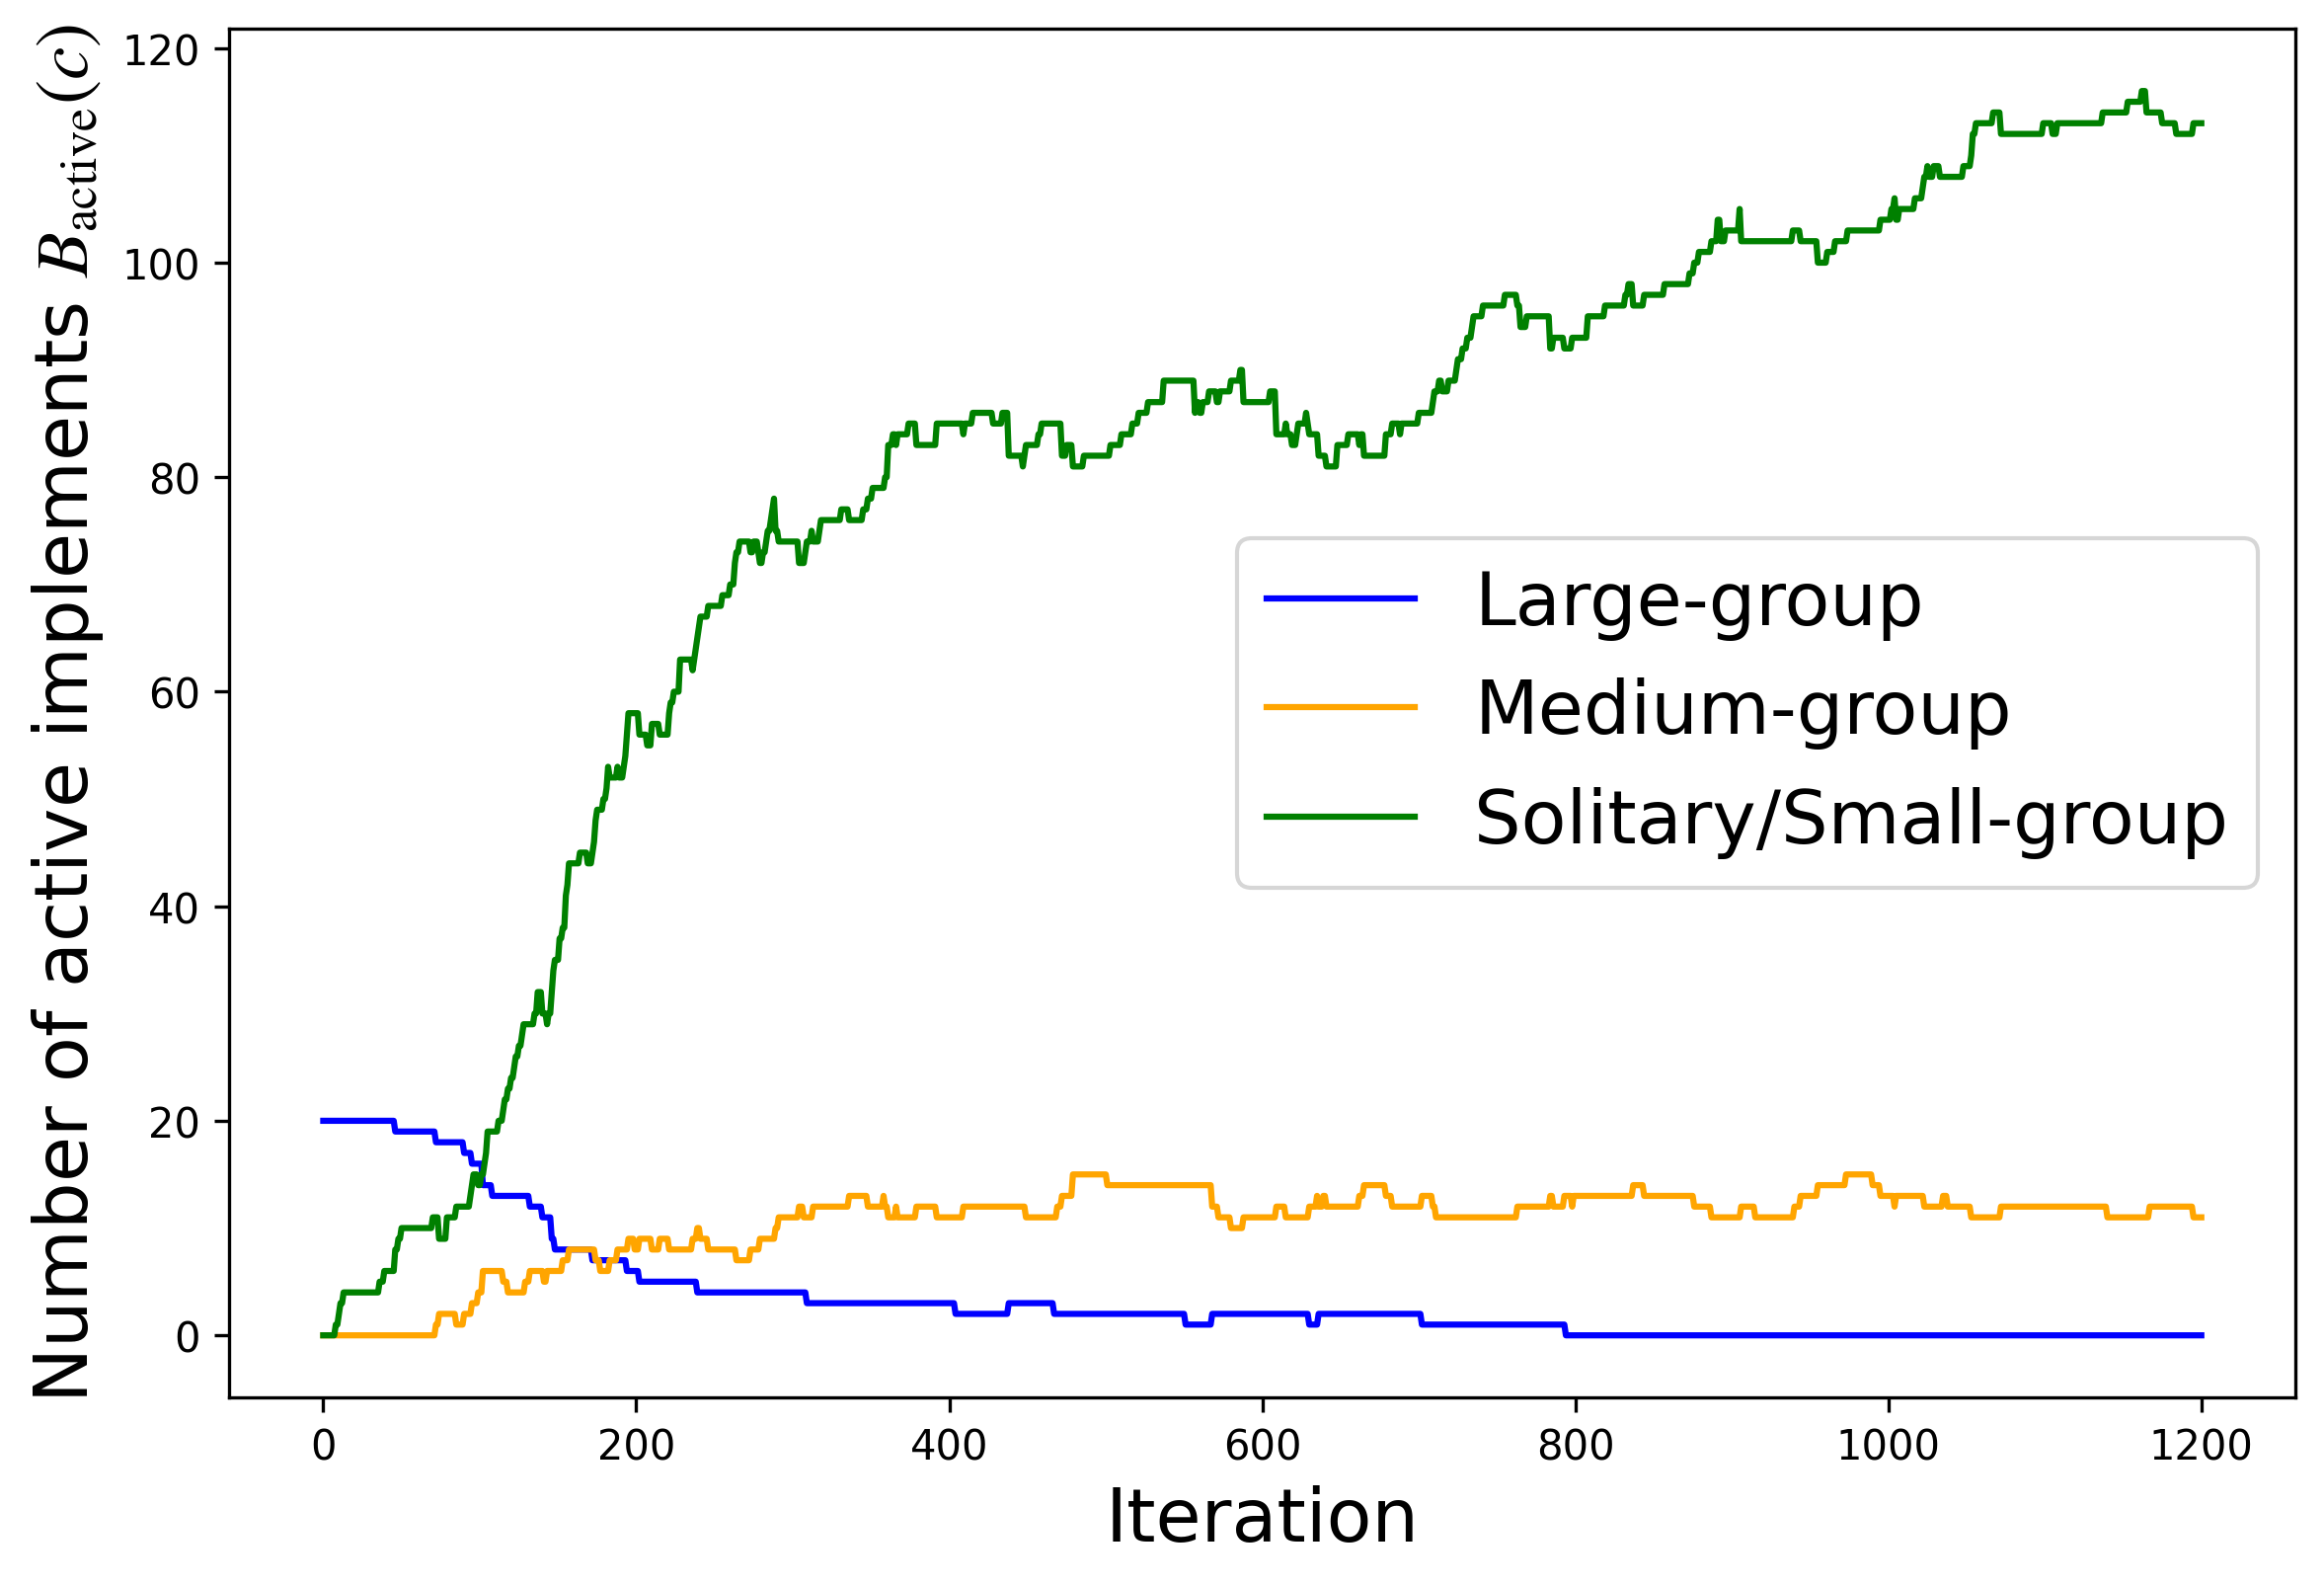 Number of active implements B_active(c)
120
100
80
60
40
20
0
Large-group
Medium-group
Solitary/Small-group
0 200 400 600 800 1000 1200
Iteration